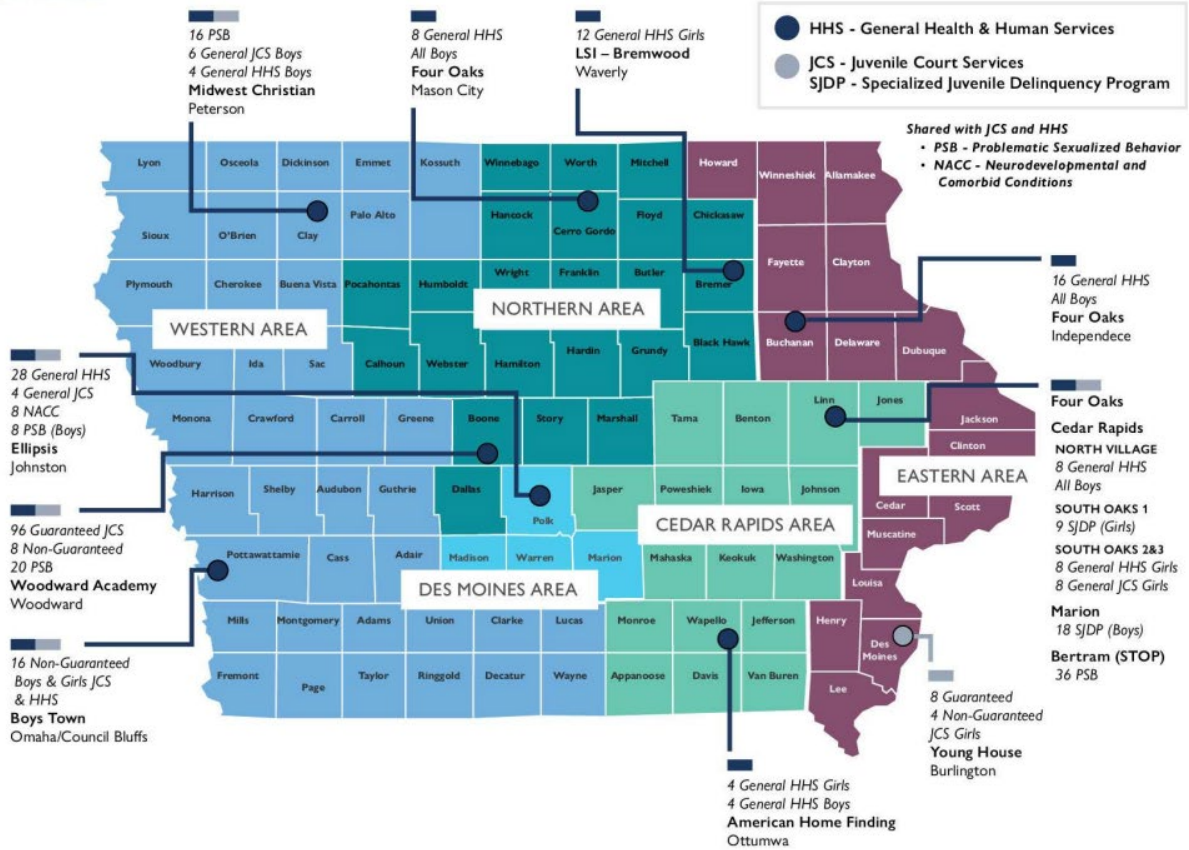 16 PSB
6 General JCS Boys
4 General HHS Boys
Midwest Christian
Peterson
8 General HHS
All Boys
Four Oaks
Mason City
12 General HHS Girls
LSI – Bremwood
Waverly
HHS - General Health & Human Services
JCS - Juvenile Court Services
SJDP - Specialized Juvenile Delinquency Program
Shared with JCS and HHS
• PSB - Problematic Sexualized Behavior
• NACC - Neurodevelopmental and
Comorbid Conditions
Lyon
Osceola
Dickinson
Emmet
Kossuth
Winnebago
Worth
Mitchell
Howard
Winneshiek
Allamakee
Sioux
O'Brien
Clay
Palo Alto
Hancock
Cerro Gordo
Floyd
Chickasaw
Fayette
Clayton
Plymouth
Cherokee
Buena Vista
Pocahontas
Humboldt
Wright
Franklin
Butler
Bremer
WESTERN AREA
NORTHERN AREA
Woodbury
Ida
Sac
Calhoun
Webster
Hamilton
Hardin
Grundy
Black Hawk
Buchanan
Delaware
Dubuque
16 General HHS
All Boys
Four Oaks
Independece
28 General HHS
4 General JCS
8 NACC
8 PSB (Boys)
Ellipsis
Johnston
Monona
Crawford
Carroll
Greene
Boone
Story
Marshall
Tama
Benton
Linn
Jones
Jackson
Clinton
EASTERN AREA
Cedar
Scott
Muscatine
Louisa
Harrison
Shelby
Audubon
Guthrie
Dallas
Polk
Jasper
Poweshiek
Iowa
Johnson
CEDAR RAPIDS AREA
96 Guaranteed JCS
8 Non-Guaranteed
20 PSB
Woodward Academy
Woodward
Pottawattamie
Cass
Adair
Madison
Warren
Marion
Mahaska
Keokuk
Washington
DES MOINES AREA
Mills
Montgomery
Adams
Union
Clarke
Lucas
Monroe
Wapello
Jefferson
Henry
Des
Moines
16 Non-Guaranteed
Boys & Girls JCS
& HHS
Boys Town
Omaha/Council Bluffs
Fremont
Page
Taylor
Ringgold
Decatur
Wayne
Appanoose
Davis
Van Buren
Lee
Four Oaks
Cedar Rapids
NORTH VILLAGE
8 General HHS
All Boys
SOUTH OAKS 1
9 SJDP (Girls)
SOUTH OAKS 2&3
8 General HHS Girls
8 General JCS Girls
Marion
18 SJDP (Boys)
Bertram (STOP)
36 PSB
8 Guaranteed
4 Non-Guaranteed
JCS Girls
Young House
Burlington
4 General HHS Girls
4 General HHS Boys
American Home Finding
Ottumwa